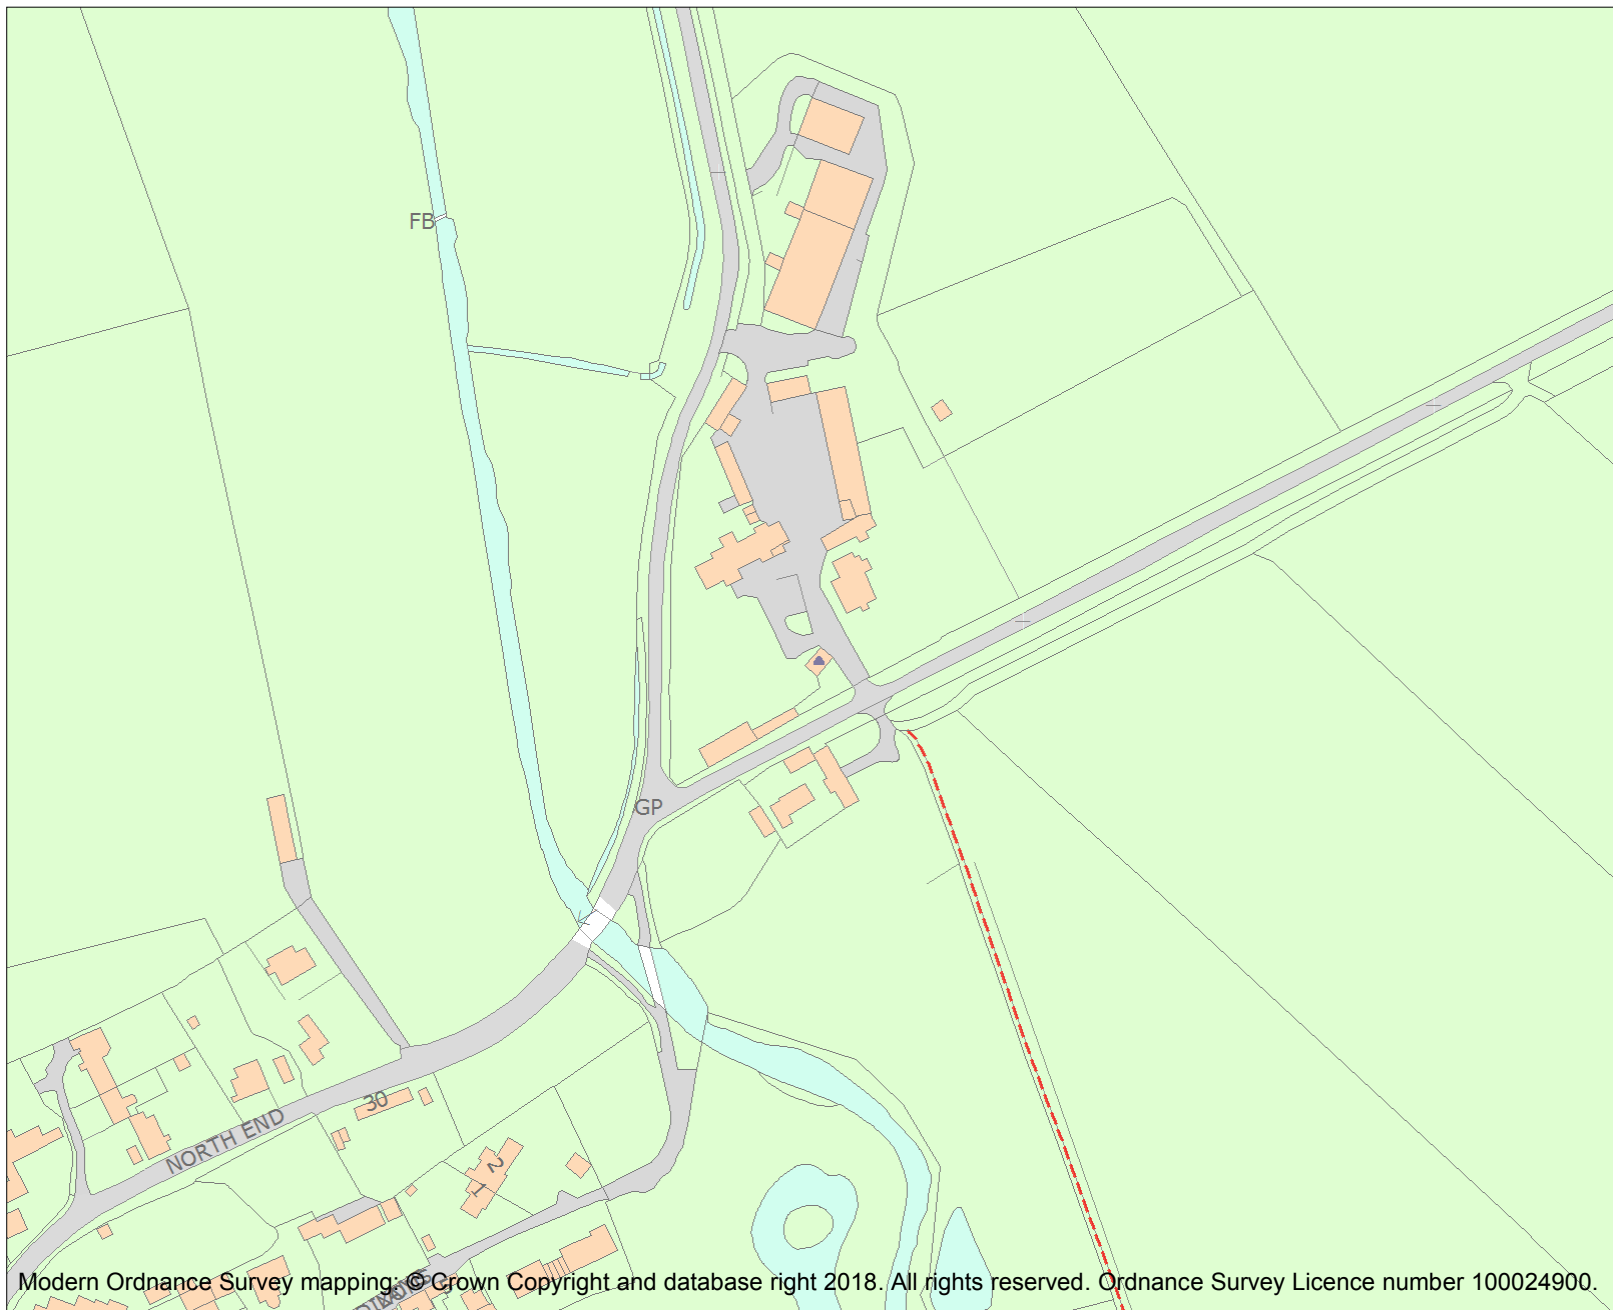 FB
GP
30
NORTH END
2
1
Modern Ordnance Survey mapping: © Crown Copyright and database right 2018. All rights reserved. Ordnance Survey Licence number 100024900.